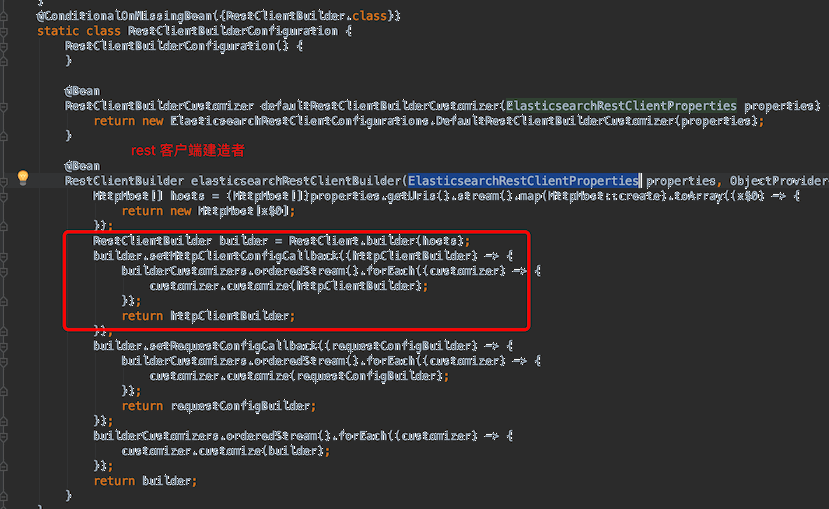 }
@ConditionalOnMissingBean({RestClientBuilder.class})
static class RestClientBuilderConfiguration {
RestClientBuilderConfiguration() {
}
@Bean
RestClientBuilderCustomizer defaultRestClientBuilderCustomizer(ElasticsearchRestClientProperties properties)
return new ElasticsearchRestClientConfigurations.DefaultRestClientBuilderCustomizer(properties);
}
rest 客户端建造者
@Bean
RestClientBuilder elasticsearchRestClientBuilder(ElasticsearchRestClientProperties properties, ObjectProvider
HttpHost[] hosts = (HttpHost[])properties.getUris().stream().map(HttpHost::create).toArray((x$0) -> {
return new HttpHost[x$0];
});
RestClientBuilder builder = RestClient.builder(hosts);
builder.setHttpClientConfigCallback((httpClientBuilder) -> {
builderCustomizers.orderedStream().forEach((customizer) -> {
customizer.customize(httpClientBuilder);
});
return httpClientBuilder;
});
builder.setRequestConfigCallback((requestConfigBuilder) -> {
builderCustomizers.orderedStream().forEach((customizer) -> {
customizer.customize(requestConfigBuilder);
});
return requestConfigBuilder;
});
builderCustomizers.orderedStream().forEach((customizer) -> {
customizer.customize(builder);
});
return builder;
}